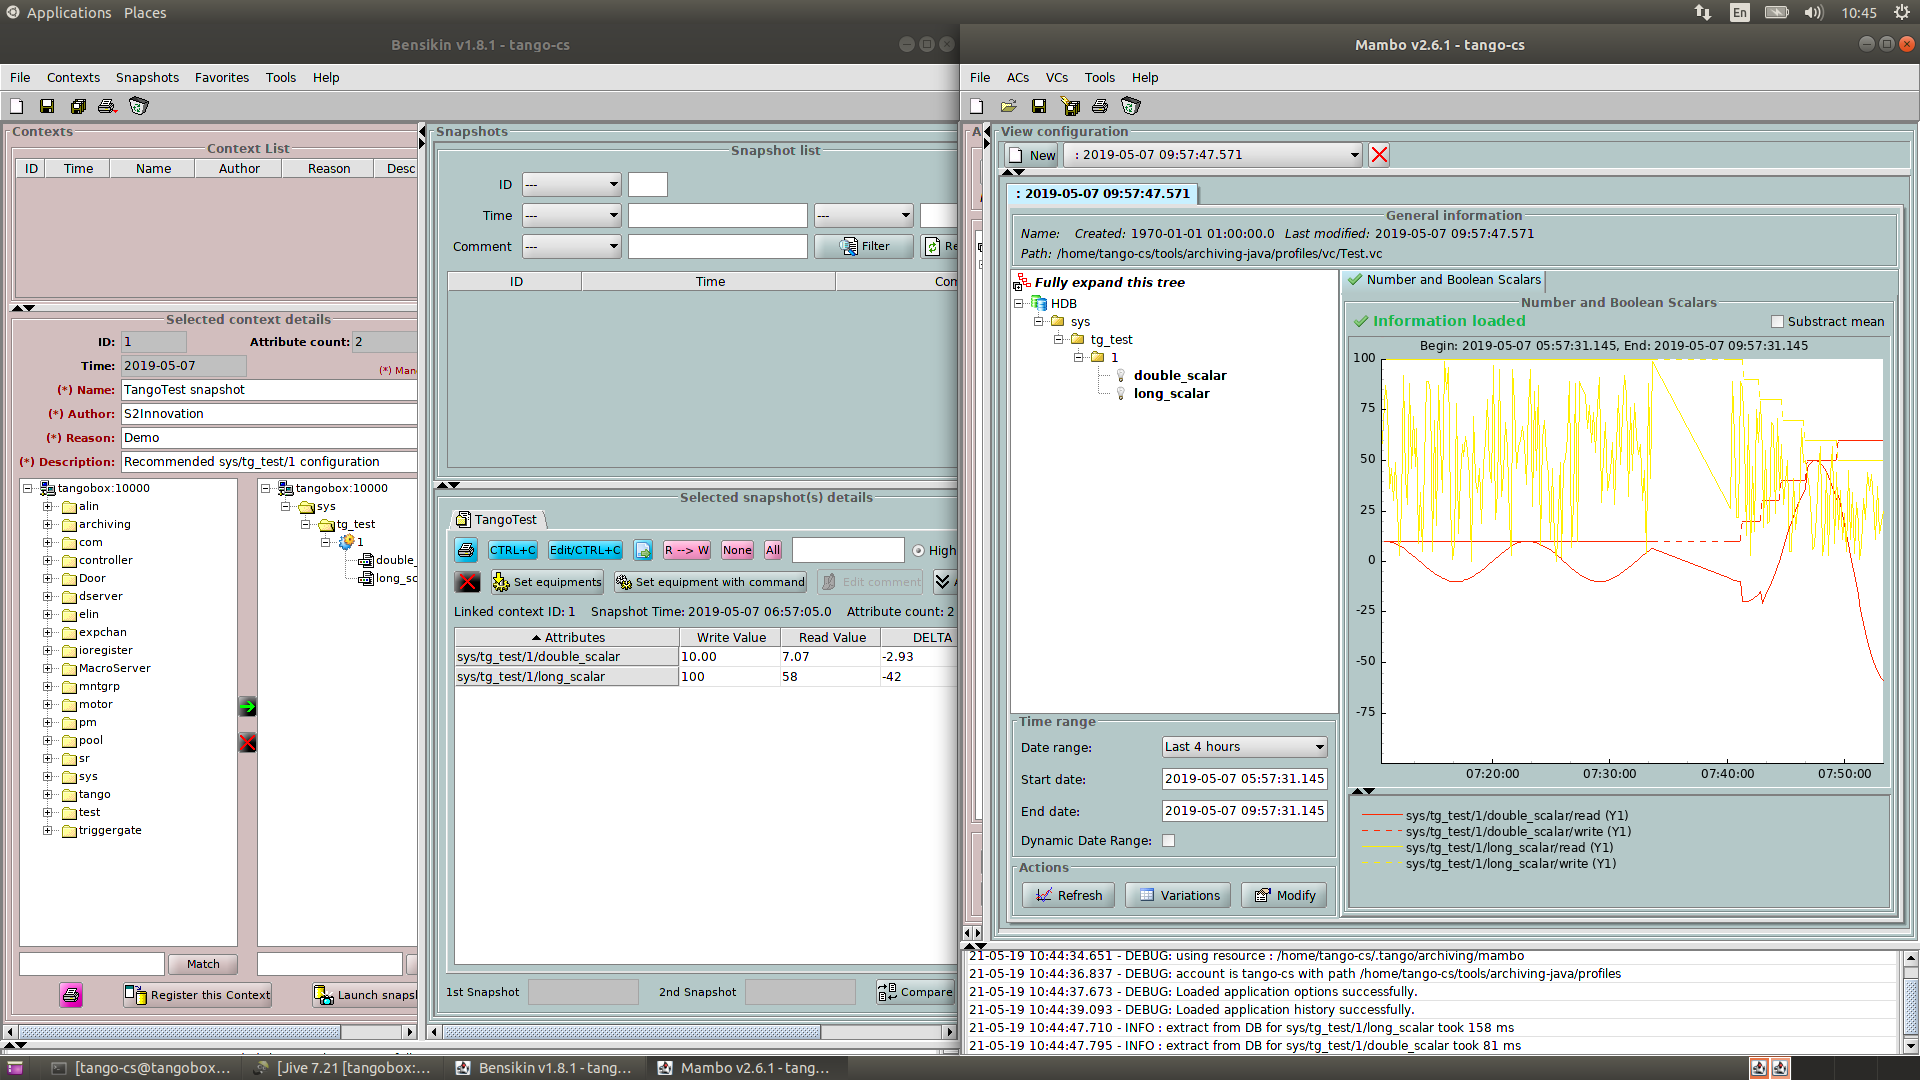 Applications Places
En 10:45
Bensikin v1.8.1 - tango-cs
File Contexts Snapshots Favorites Tools Help
Contexts
Context List
ID Time Name Author Reason Desc
Selected context details
ID: 1 Attribute count: 2
Time: 2019-05-07 (*) Man
(*) Name: TangoTest snapshot
(*) Author: S2Innovation
(*) Reason: Demo
(*) Description: Recommended sys/tg_test/1 configuration
tangobox:10000
alin
archiving
com
controller
Door
dserver
elin
expchan
ioregister
MacroServer
mntgrp
motor
pm
pool
sr
sys
tango
test
triggergate
tangobox:10000
sys
tg_test
1
double_
long_sc
Match
Register this Context
Launch snapsl
Snapshots
Snapshot list
ID ---
Time --- ---
Comment --- Filter Re
ID Time Com
Selected snapshot(s) details
TangoTest
CTRL+C Edit/CTRL+C R --> W None All High
Set equipments Set equipment with command Edit comment A
Linked context ID: 1 Snapshot Time: 2019-05-07 06:57:05.0 Attribute count: 2
Attributes Write Value Read Value DELTA
sys/tg_test/1/double_scalar 10.00 7.07 -2.93
sys/tg_test/1/long_scalar 100 58 -42
1st Snapshot 2nd Snapshot Compare
Mambo v2.6.1 - tango-cs
File ACs VCs Tools Help
A
View configuration
New : 2019-05-07 09:57:47.571
: 2019-05-07 09:57:47.571
General information
Name: Created: 1970-01-01 01:00:00.0 Last modified: 2019-05-07 09:57:47.571
Path: /home/tango-cs/tools/archiving-java/profiles/vc/Test.vc
Fully expand this tree
HDB
sys
tg_test
1
double_scalar
long_scalar
Time range
Date range: Last 4 hours
Start date: 2019-05-07 05:57:31.145
End date: 2019-05-07 09:57:31.145
Dynamic Date Range:
Actions
Refresh Variations Modify
Number and Boolean Scalars
Number and Boolean Scalars
Information loaded Substract mean
Begin: 2019-05-07 05:57:31.145, End: 2019-05-07 09:57:31.145
100
75
50
25
0
-25
-50
-75
07:20:00 07:30:00 07:40:00 07:50:00
sys/tg_test/1/double_scalar/read (Y1)
sys/tg_test/1/double_scalar/write (Y1)
sys/tg_test/1/long_scalar/read (Y1)
sys/tg_test/1/long_scalar/write (Y1)
21-05-19 10:44:34.651 - DEBUG: using resource : /home/tango-cs/.tango/archiving/mambo
21-05-19 10:44:36.837 - DEBUG: account is tango-cs with path /home/tango-cs/tools/archiving-java/profiles
21-05-19 10:44:37.673 - DEBUG: Loaded application options successfully.
21-05-19 10:44:39.093 - DEBUG: Loaded application history successfully.
21-05-19 10:44:47.710 - INFO : extract from DB for sys/tg_test/1/long_scalar took 158 ms
21-05-19 10:44:47.795 - INFO : extract from DB for sys/tg_test/1/double_scalar took 81 ms
[tango-cs@tangobox... [Jive 7.21 [tangobox:... Bensikin v1.8.1 - tang... Mambo v2.6.1 - tang...